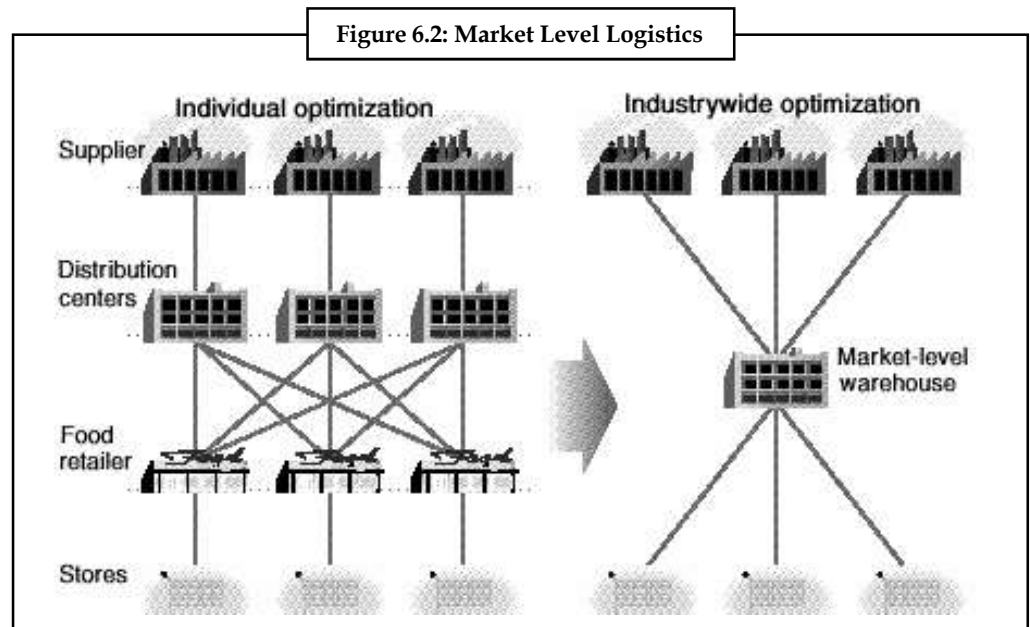 Figure 6.2: Market Level Logistics
Individual optimization
Industrywide optimization
Supplier
Distribution
centers
Market-level
warehouse
Food
retailer
Stores